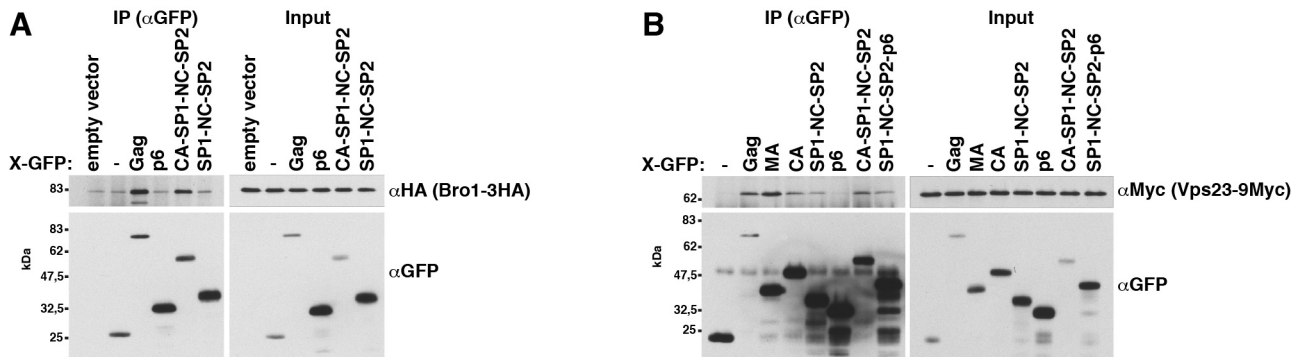 A
IP (αGFP)
Input
X-GFP:
empty vector
-
Gag
p6
CA-SP1-NC-SP2
SP1-NC-SP2
empty vector
-
Gag
p6
CA-SP1-NC-SP2
SP1-NC-SP2
83
αHA (Bro1-3HA)
kDa
83
62
47,5
32,5
25
αGFP
B
IP (αGFP)
Input
X-GFP:
-
Gag
MA
CA
SP1-NC-SP2
p6
CA-SP1-NC-SP2
SP1-NC-SP2-p6
-
Gag
MA
CA
SP1-NC-SP2
p6
CA-SP1-NC-SP2
SP1-NC-SP2-p6
62
αMyc (Vps23-9Myc)
kDa
83
62
47,5
32,5
25
αGFP